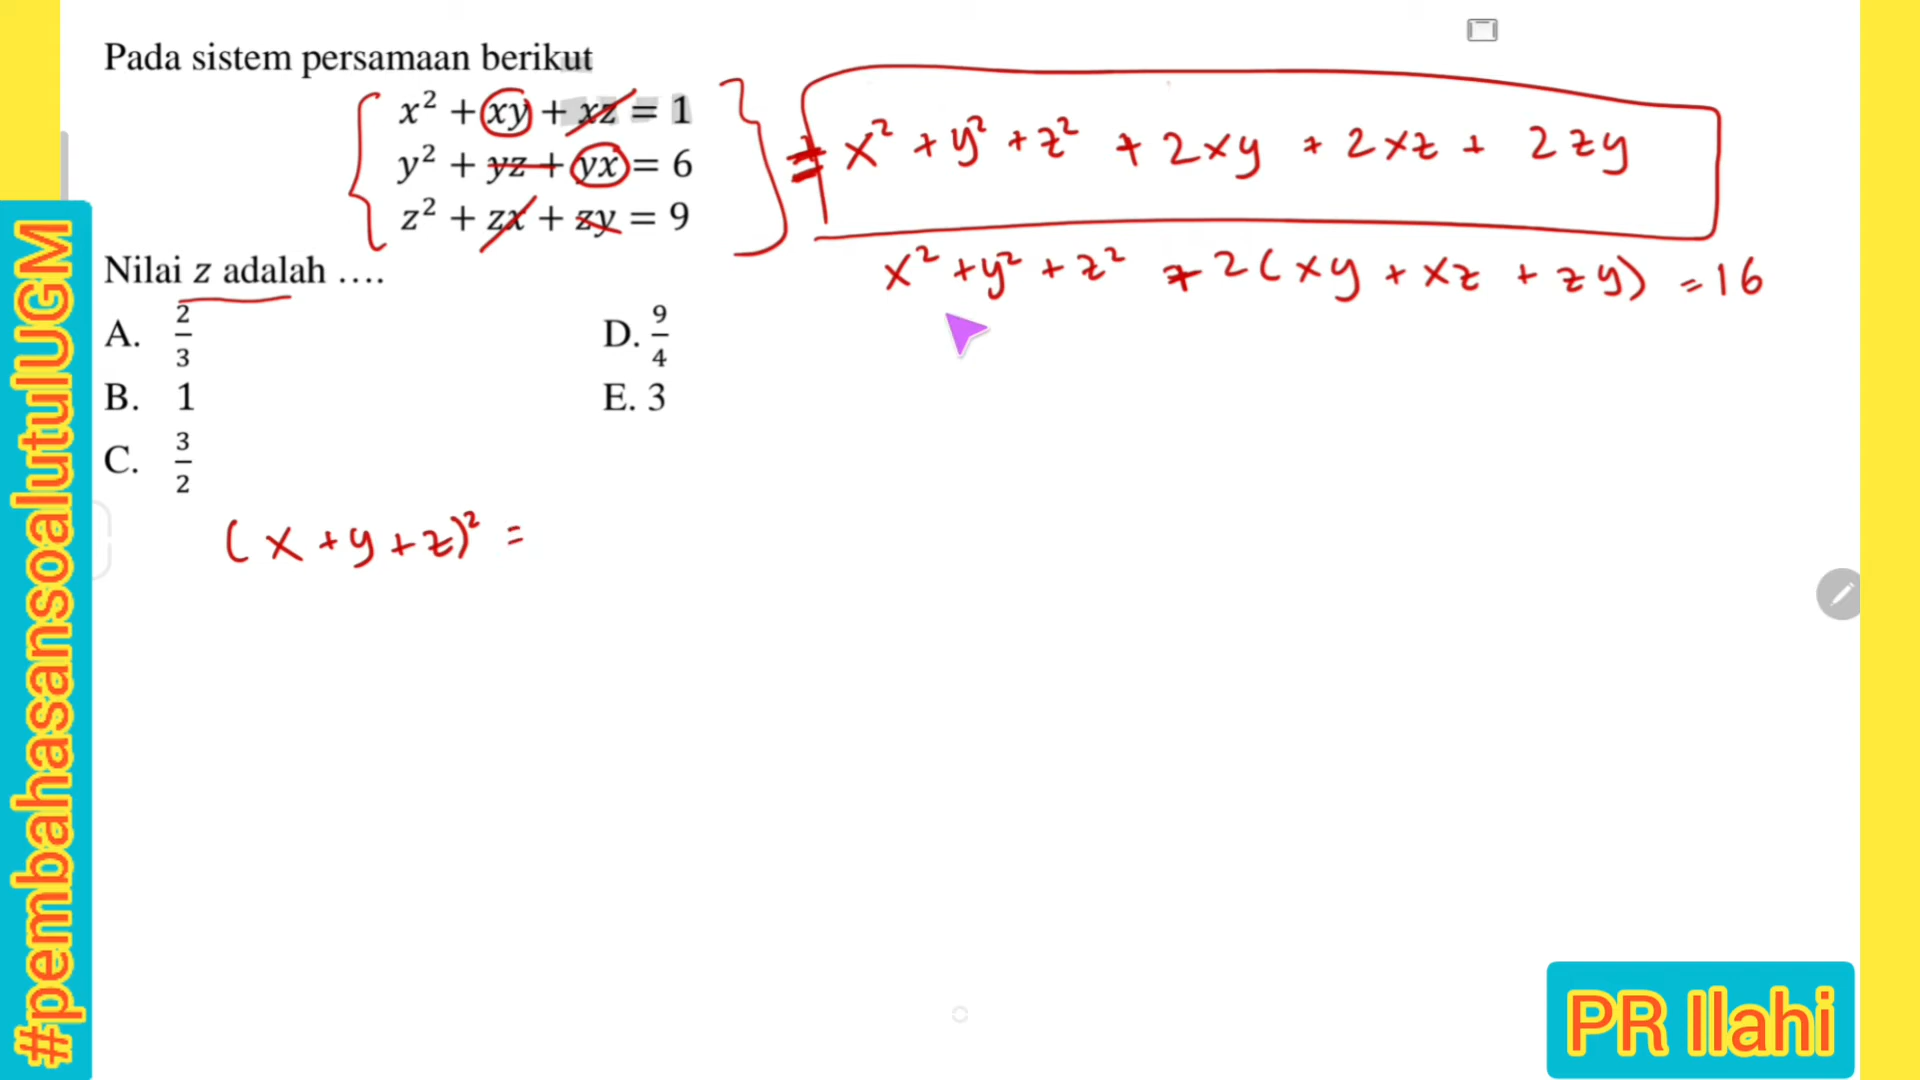 Pada sistem persamaan berikut
x² + xy + xz = 1
y² + yz + yx = 6
z² + zx + zy = 9
= x² + y² + z² + 2xy + 2xz + 2zy
x² + y² + z² + 2(xy + xz + zy) = 16
Nilai z adalah ....
A. 2/3
B. 1
C. 3/2
D. 9/4
E. 3
(x + y + z)² =
#pembahasansoalutulUGM
PR Ilahi